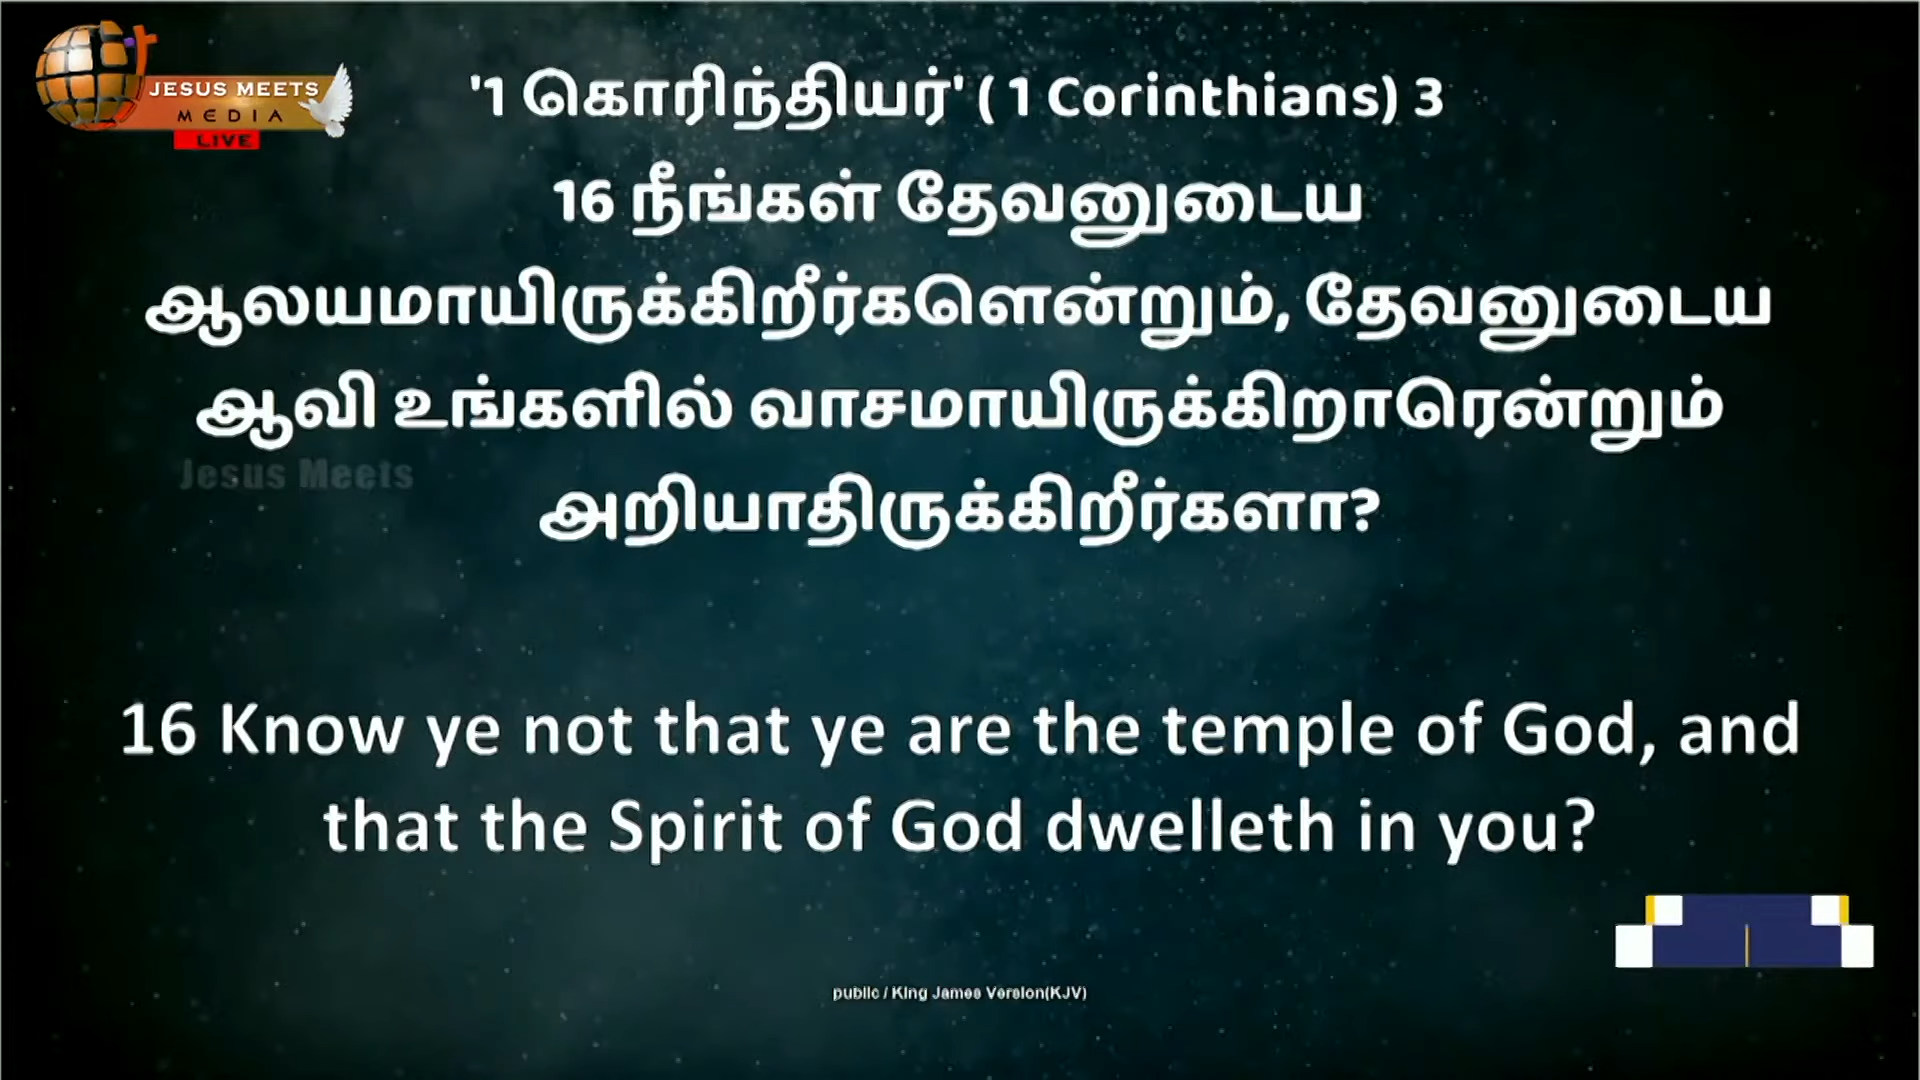 JESUS MEETS
MEDIA
LIVE
'1 கொரிந்தியர்' ( 1 Corinthians) 3
16 நீங்கள் தேவனுடைய
ஆலயமாயிருக்கிறீர்களென்றும், தேவனுடைய
ஆவி உங்களில் வாசமாயிருக்கிறாரென்றும்
Jesus Meets
அறியாதிருக்கிறீர்களா?
16 Know ye not that ye are the temple of God, and
that the Spirit of God dwelleth in you?
public / King James Version(KJV)